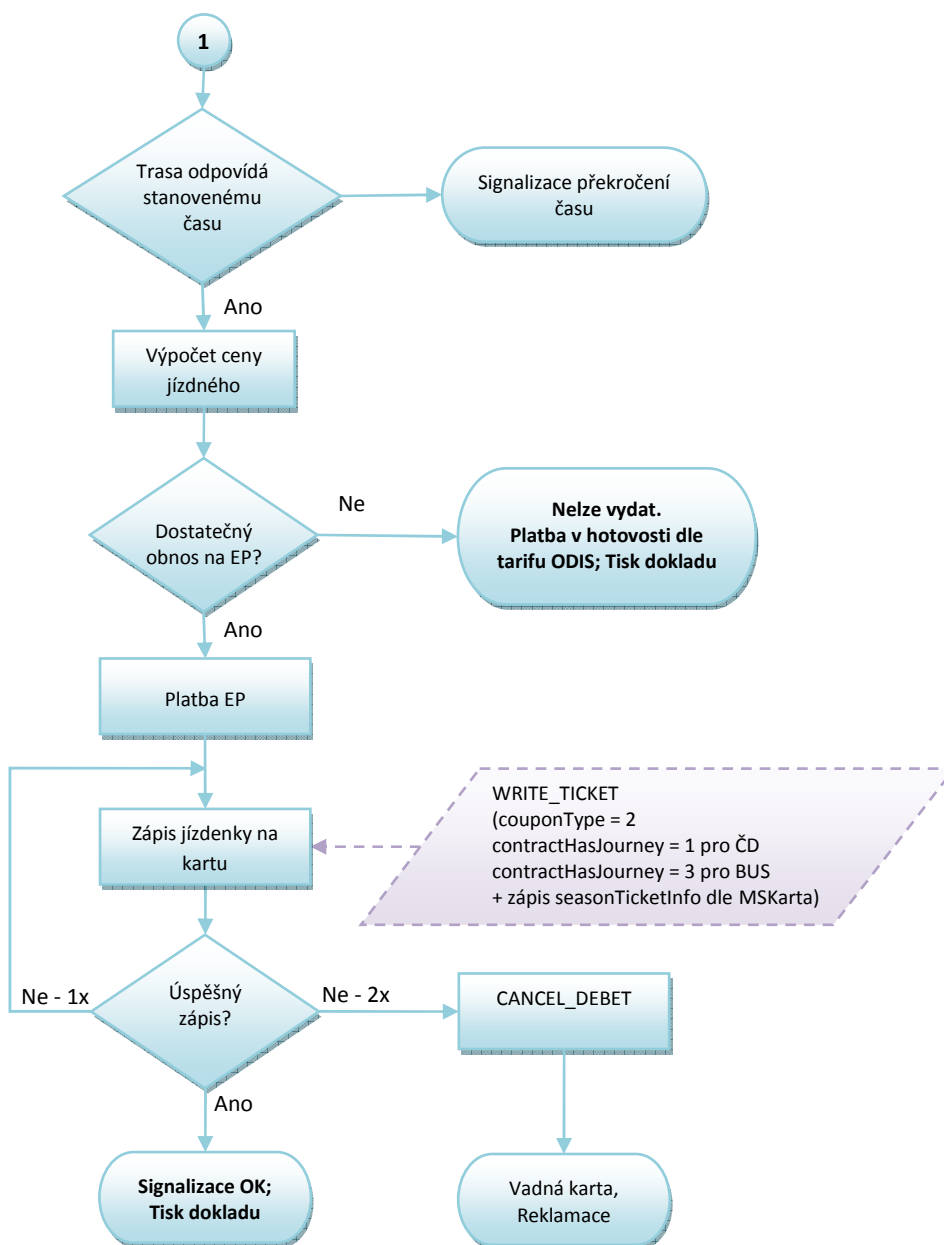 1
Trasa odpovídá
stanovenému
času
Signalizace překročení
času
Ano
Výpočet ceny
jízdného
Dostatečný
obnos na EP?
Ne
Nelze vydat.
Platba v hotovosti dle
tarifu ODIS; Tisk dokladu
Ano
Platba EP
Zápis jízdenky na
kartu
WRITE_TICKET
(couponType = 2
contractHasJourney = 1 pro ČD
contractHasJourney = 3 pro BUS
+ zápis seasonTicketInfo dle MSKarta)
Ne - 1x
Úspěšný
zápis?
Ne - 2x
CANCEL_DEBET
Ano
Signalizace OK;
Tisk dokladu
Vadná karta,
Reklamace